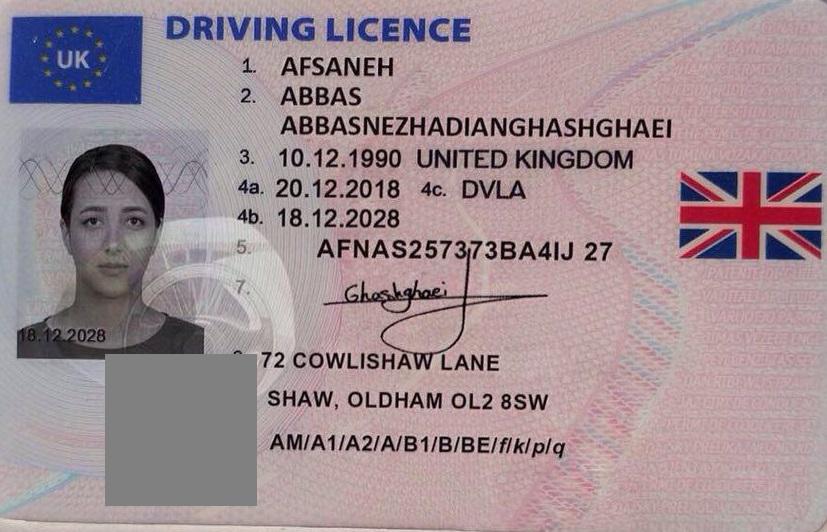 UK
DRIVING LICENCE
1. AFSANEH
2. ABBAS
ABBASNEZHADIANGHASHGHAEI
3. 10.12.1990 UNITED KINGDOM
4a. 20.12.2018 4c. DVLA
4b. 18.12.2028
5. AFNAS257373BA4IJ 27
7. Ghashghaei
18.12.2028
72 COWLISHAW LANE
SHAW, OLDHAM OL2 8SW
AM/A1/A2/A/B1/B/BE/f/k/p/q